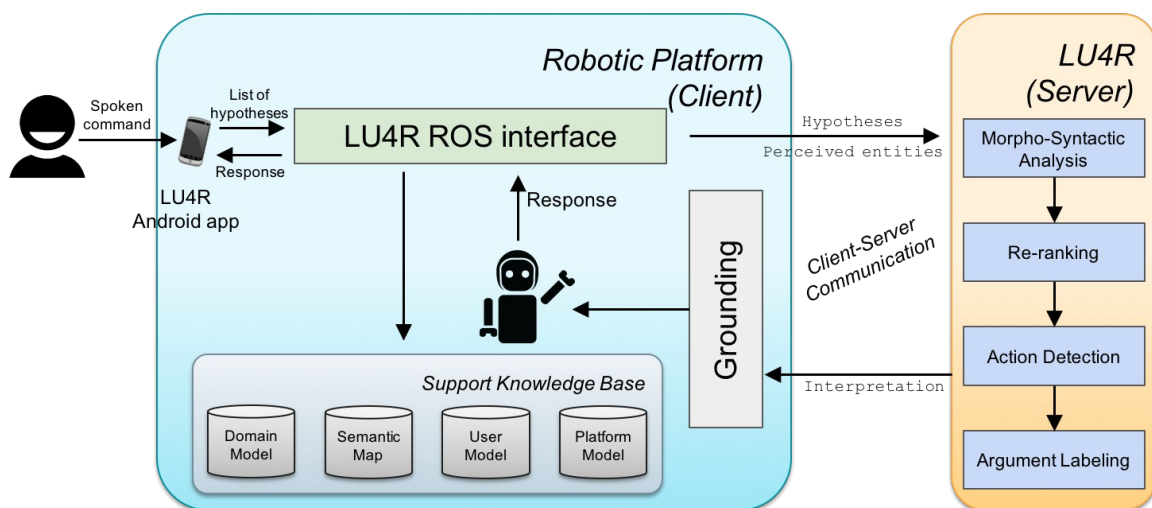 Robotic Platform
(Client)
LU4R
(Server)
Spoken
command
List of
hypotheses
Response
LU4R
Android app
LU4R ROS interface
Hypotheses
Perceived entities
Morpho-Syntactic
Analysis
Response
Grounding
Client-Server
Communication
Re-ranking
Action Detection
Interpretation
Support Knowledge Base
Domain
Model
Semantic
Map
User
Model
Platform
Model
Argument Labeling